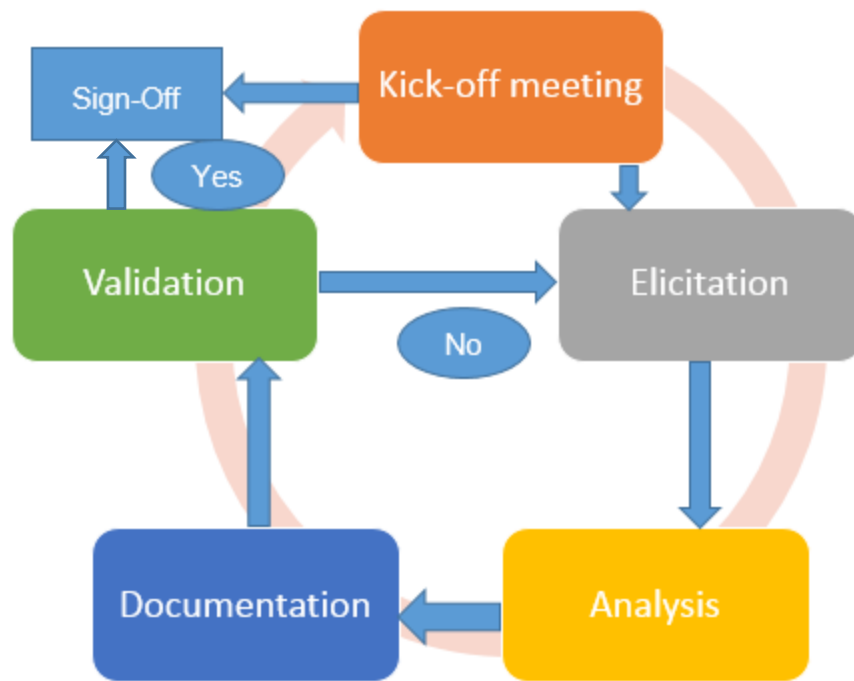 Kick-off meeting
Sign-Off
Yes
Validation
Elicitation
No
Documentation
Analysis